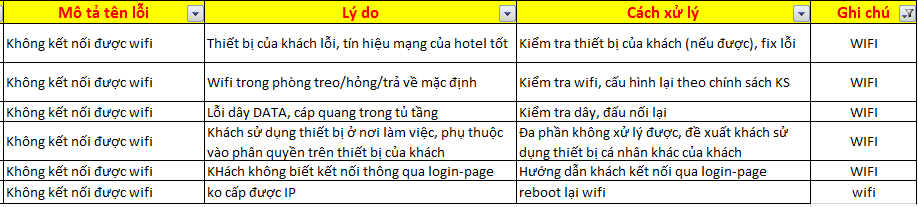 Mô tả tên lỗi Lý do Cách xử lý Ghi chú
Không kết nối được wifi Thiết bị của khách lỗi, tín hiệu mạng của hotel tốt Kiểm tra thiết bị của khách (nếu được), fix lỗi WIFI
Không kết nối được wifi Wifi trong phòng treo/hỏng/trả về mặc định Kiểm tra wifi, cấu hình lại theo chính sách KS WIFI
Không kết nối được wifi Lỗi dây DATA, cáp quang trong tủ tầng Kiểm tra dây, đấu nối lại WIFI
Không kết nối được wifi Khách sử dụng thiết bị ở nơi làm việc, phụ thuộc Đa phần không xử lý được, đề xuất khách sử WIFI
vào phân quyền trên thiết bị của khách dụng thiết bị cá nhân khác của khách
Không kết nối được wifi KHách không biết kết nối thông qua login-page Hướng dẫn khách kết nối qua login-page WIFI
Không kết nối được wifi ko cấp được IP reboot lại wifi wifi